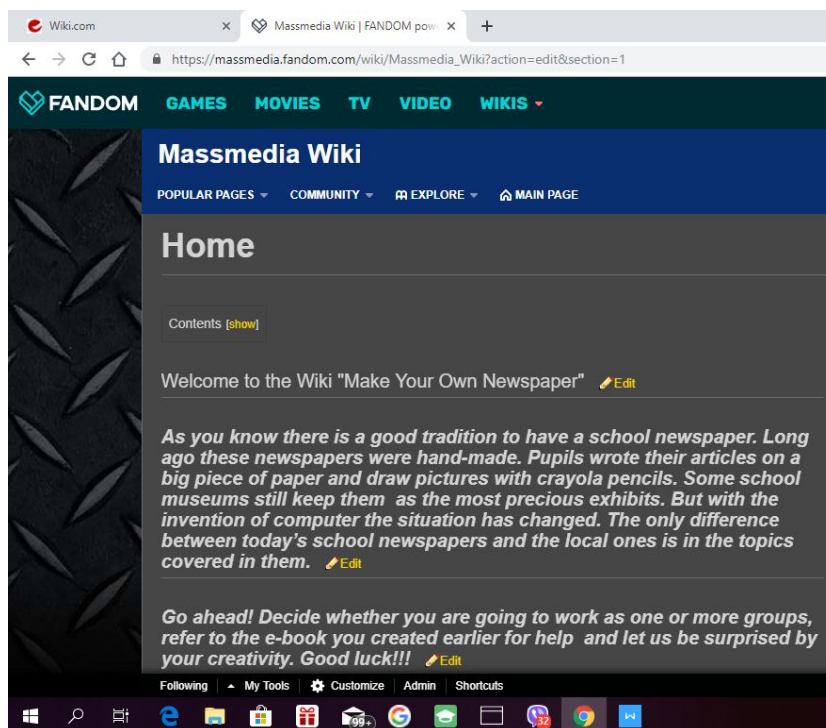 Wiki.com
Massmedia Wiki | FANDOM pow
https://massmedia.fandom.com/wiki/Massmedia_Wiki?action=edit&section=1
FANDOM GAMES MOVIES TV VIDEO WIKIS
Massmedia Wiki
POPULAR PAGES COMMUNITY EXPLORE MAIN PAGE
Home
Contents [show]
Welcome to the Wiki "Make Your Own Newspaper" Edit
As you know there is a good tradition to have a school newspaper. Long
ago these newspapers were hand-made. Pupils wrote their articles on a
big piece of paper and draw pictures with crayola pencils. Some school
museums still keep them as the most precious exhibits. But with the
invention of computer the situation has changed. The only difference
between today's school newspapers and the local ones is in the topics
covered in them. Edit
Go ahead! Decide whether you are going to work as one or more groups,
refer to the e-book you created earlier for help and let us be surprised by
your creativity. Good luck!!! Edit
Following My Tools Customize Admin Shortcuts
99+ 32